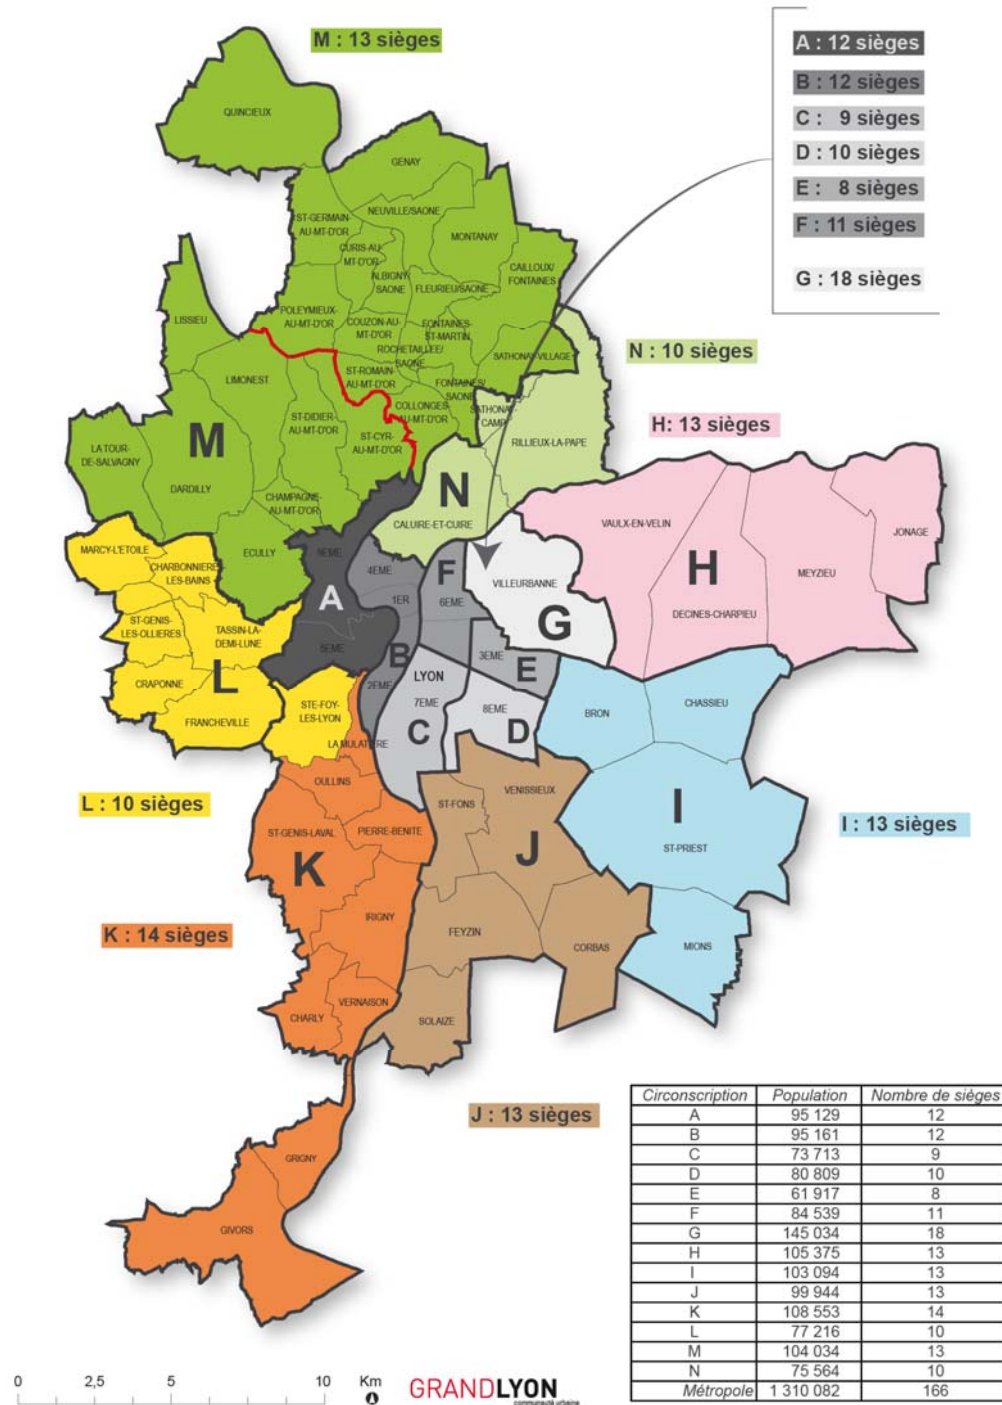 M : 13 sièges
A : 12 sièges
B : 12 sièges
C : 9 sièges
D : 10 sièges
E : 8 sièges
F : 11 sièges
G : 18 sièges
QUINCIEUX
GENAY
NEUVILLE/SAONE
ST-GERMAIN-
AU-MT-D'OR
MONTANAY
CURIS-AU-
MT-D'OR
CAILLOUX/
FONTAINES
ALBIGNY/
SAONE
FLEURIEU/SAONE
POLEYMIEUX-
AU-MT-D'OR
LISSIEU
COUZON-AU-
MT-D'OR
FONTAINES-
ST-MARTIN
ROCHETAILLEE/
SAONE
SATHONAY-VILLAGE
N : 10 sièges
LIMONEST
ST-ROMAIN-
AU-MT-D'OR
FONTAINES/
SAONE
ST-DIDIER-
AU-MT-D'OR
COLLONGES-
AU-MT-D'OR
SATHONAY-
CAMP
H: 13 sièges
ST-CYR-
AU-MT-D'OR
RILLIEUX-LA-PAPE
M
LA TOUR-
DE-SALVAGNY
DARDILLY
N
CHAMPAGNE-
AU-MT-D'OR
CALUIRE-ET-CUIRE
VAULX-EN-VELIN
JONAGE
MARCY-L'ETOILE
ECULLY
9EME
CHARBONNIERES-
LES-BAINS
4EME
F
VILLEURBANNE
H
MEYZIEU
A
1ER
6EME
ST-GENIS-
LES-OLLIERES
TASSIN-LA-
DEMI-LUNE
G
DECINES-CHARPIEU
5EME
B
3EME
E
L
CRAPONNE
2EME
LYON
7EME
STE-FOY-
LES-LYON
8EME
BRON
CHASSIEU
FRANCHEVILLE
C
D
LA MULATIERE
OULLINS
VENISSIEUX
L : 10 sièges
ST-FONS
I
I : 13 sièges
ST-GENIS-LAVAL
PIERRE-BENITE
J
ST-PRIEST
K
IRIGNY
K : 14 sièges
FEYZIN
CORBAS
MIONS
VERNAISON
CHARLY
SOLAIZE
J : 13 sièges
GRIGNY
GIVORS
Circonscription Population Nombre de sièges
A 95 129 12
B 95 161 12
C 73 713 9
D 80 809 10
E 61 917 8
F 84 539 11
G 145 034 18
H 105 375 13
I 103 094 13
J 99 944 13
K 108 553 14
L 77 216 10
M 104 034 13
N 75 564 10
Métropole 1 310 082 166
0 2,5 5 10 Km
GRANDLYON
communauté urbaine